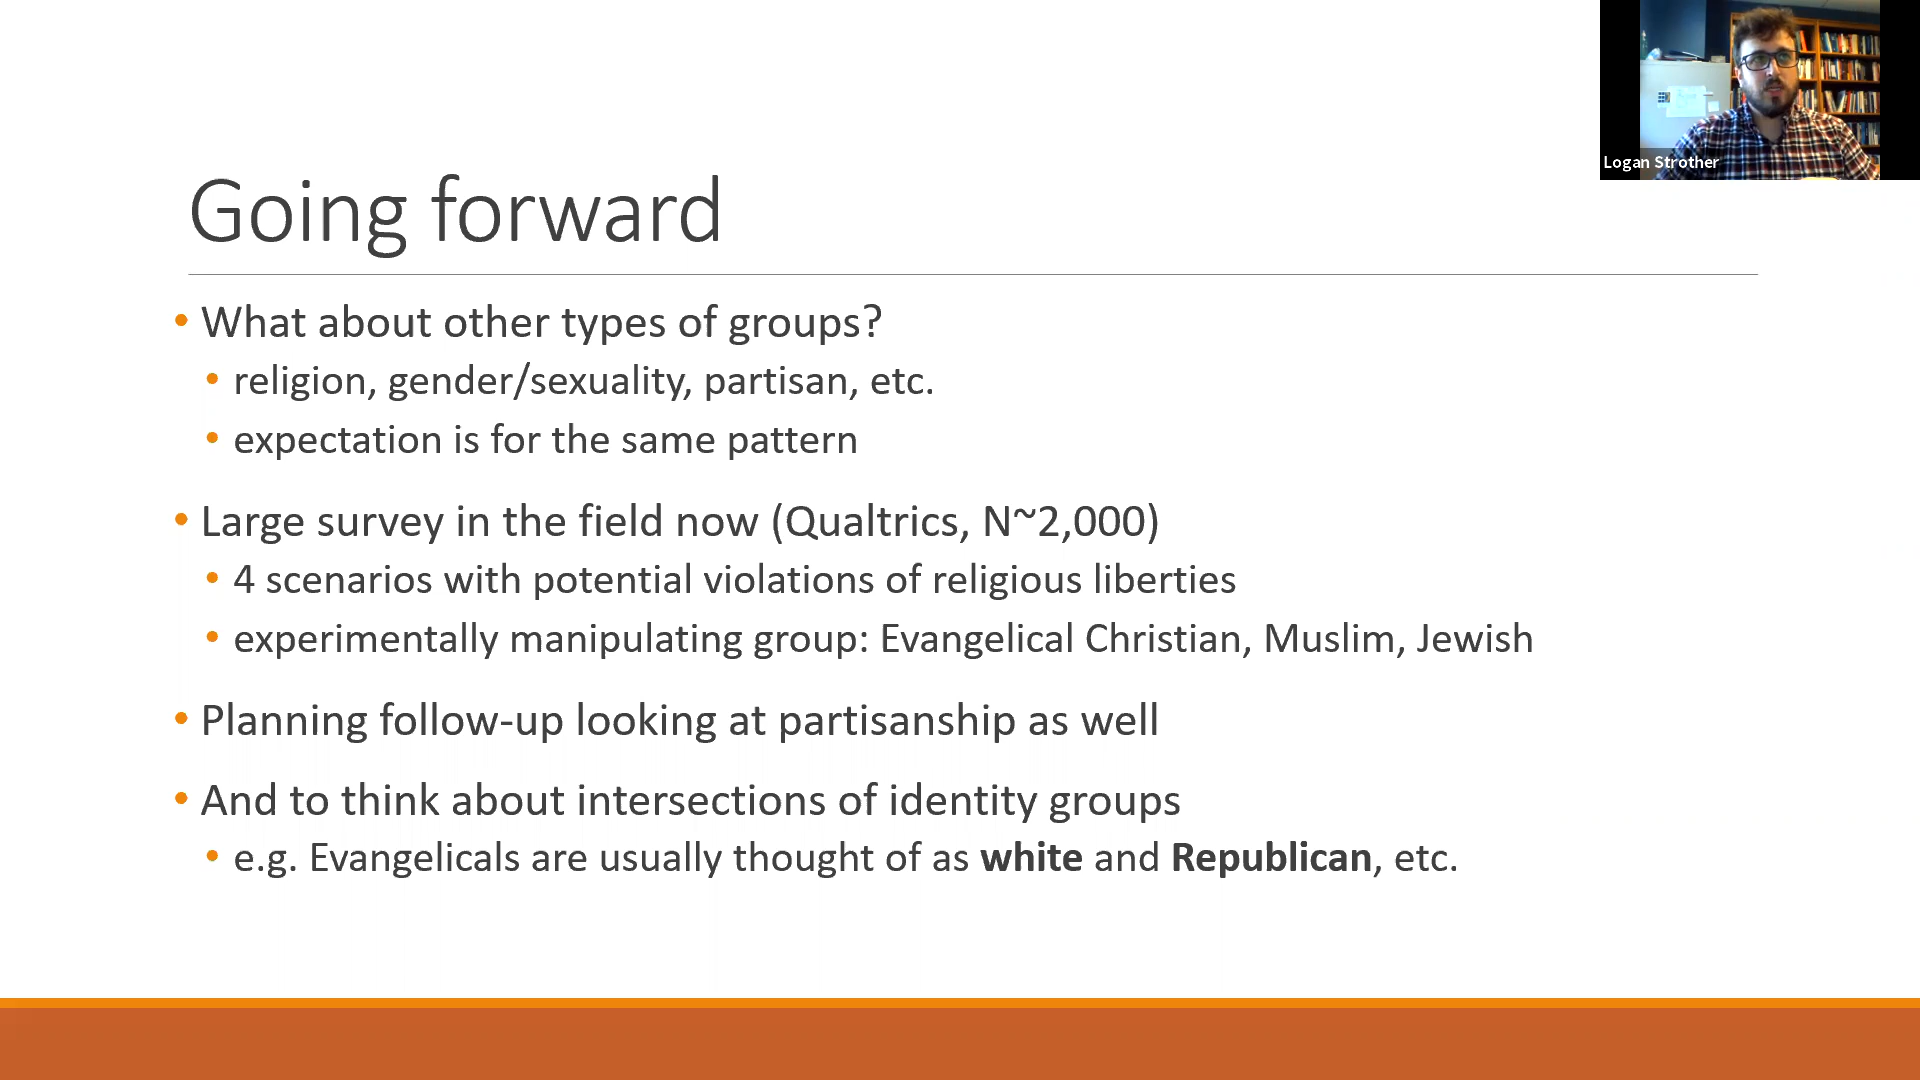 Logan Strother
Going forward
• What about other types of groups?
• religion, gender/sexuality, partisan, etc.
• expectation is for the same pattern
• Large survey in the field now (Qualtrics, N~2,000)
• 4 scenarios with potential violations of religious liberties
• experimentally manipulating group: Evangelical Christian, Muslim, Jewish
• Planning follow-up looking at partisanship as well
• And to think about intersections of identity groups
• e.g. Evangelicals are usually thought of as white and Republican, etc.